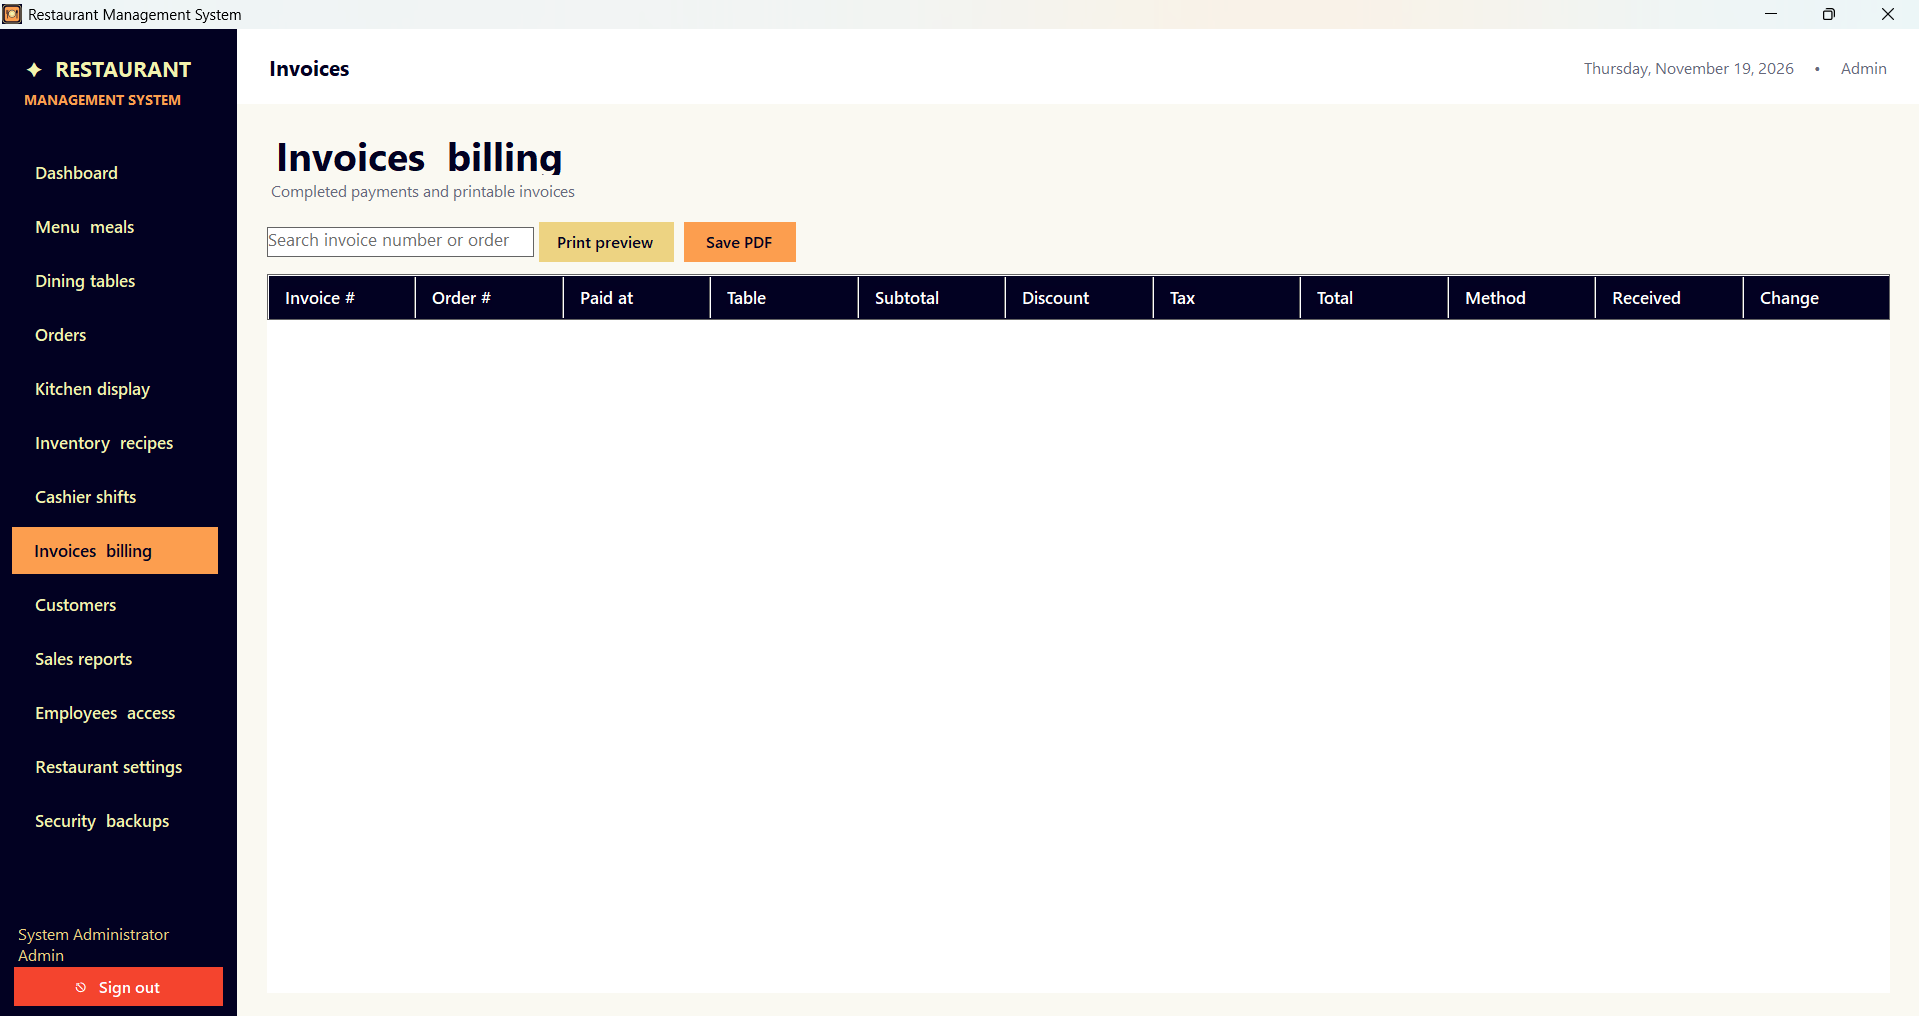 Restaurant Management System
✦ RESTAURANT
MANAGEMENT SYSTEM
Invoices
Thursday, November 19, 2026 • Admin
Dashboard
Menu meals
Dining tables
Orders
Kitchen display
Inventory recipes
Cashier shifts
Invoices billing
Customers
Sales reports
Employees access
Restaurant settings
Security backups
System Administrator
Admin
Sign out
Invoices billing
Completed payments and printable invoices
Search invoice number or order
Print preview
Save PDF
Invoice # Order # Paid at Table Subtotal Discount Tax Total Method Received Change